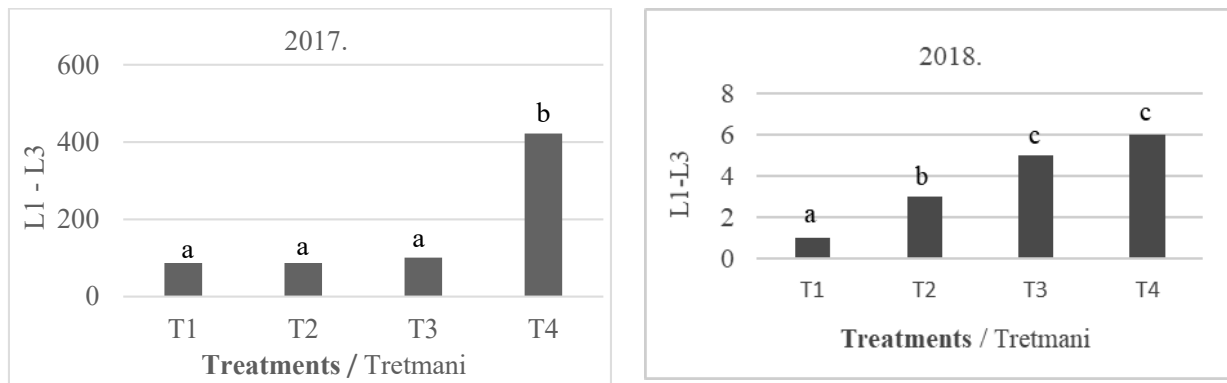 2017.
600
400
200
0
L1 - L3
a
a
a
b
T1 T2 T3 T4
Treatments / Tretmani
2018.
8
6
4
2
0
L1-L3
a
b
c
c
T1 T2 T3 T4
Treatments / Tretmani